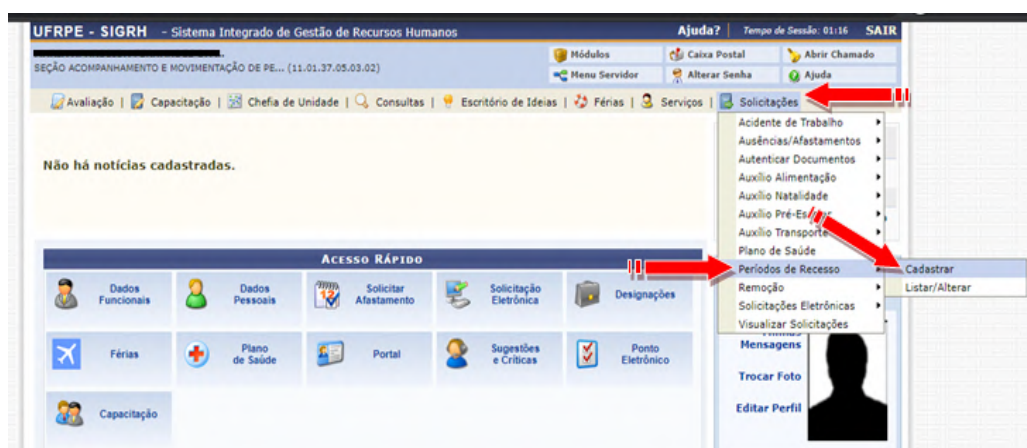 UFRPE - SIGRH - Sistema Integrado de Gestão de Recursos Humanos
Ajuda? Tempo de Sessão: 01:16 SAIR
SEÇÃO ACOMPANHAMENTO E MOVIMENTAÇÃO DE PE... (11.01.37.05.03.02)
Módulos Caixa Postal Abrir Chamado
Menu Servidor Alterar Senha Ajuda
Avaliação | Capacitação | Chefia de Unidade | Consultas | Escritório de Ideias | Férias | Serviços | Solicitações
Não há notícias cadastradas.
Acidente de Trabalho
Ausências/Afastamentos
Autenticar Documentos
Auxílio Alimentação
Auxílio Natalidade
Auxílio Pré-Escolar
Auxílio Transporte
Plano de Saúde
Períodos de Recesso
Remoção
Solicitações Eletrônicas
Visualizar Solicitações
Cadastrar
Listar/Alterar
ACESSO RÁPIDO
Dados
Funcionais
Dados
Pessoais
Solicitar
Afastamento
Solicitação
Eletrônica
Designações
Férias
Plano
de Saúde
Portal
Sugestões
e Críticas
Ponto
Eletrônico
Capacitação
Mensagens
Trocar Foto
Editar Perfil